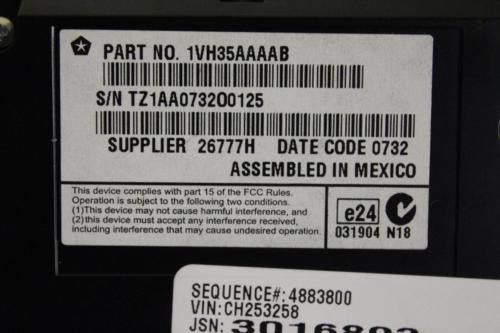 PART NO. 1VH35AAAAB
S/N TZ1AA073200125
SUPPLIER 26777H DATE CODE 0732
ASSEMBLED IN MEXICO
This device complies with part 15 of the FCC Rules.
Operation is subject to the following two conditions.
(1)This device may not cause harmful interference, and
(2)this device must accept any interference received,
including interference that may cause undesired operation.
e24
031904 N18
SEQUENCE#: 4883800
VIN: CH253258
JSN: